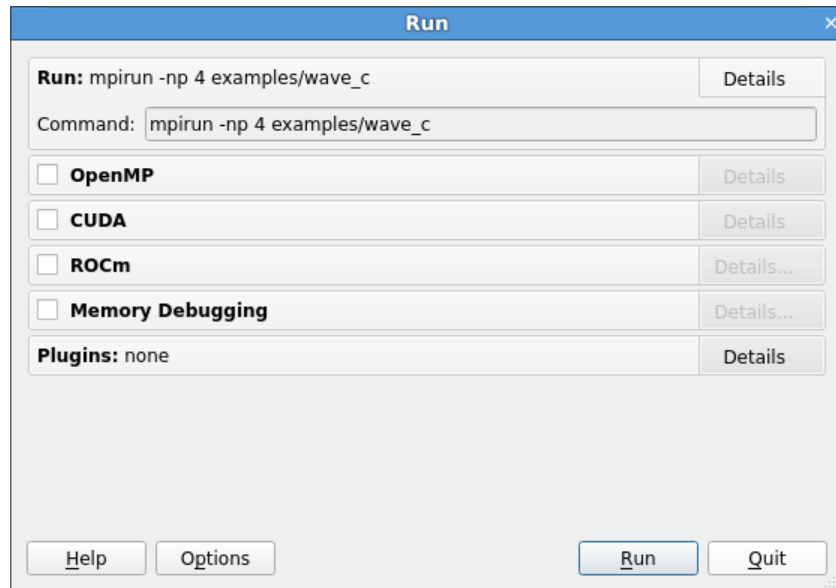 Run
Run: mpirun -np 4 examples/wave_c Details
Command: mpirun -np 4 examples/wave_c
OpenMP Details
CUDA Details
ROCm Details...
Memory Debugging Details...
Plugins: none Details
Help Options Run Quit